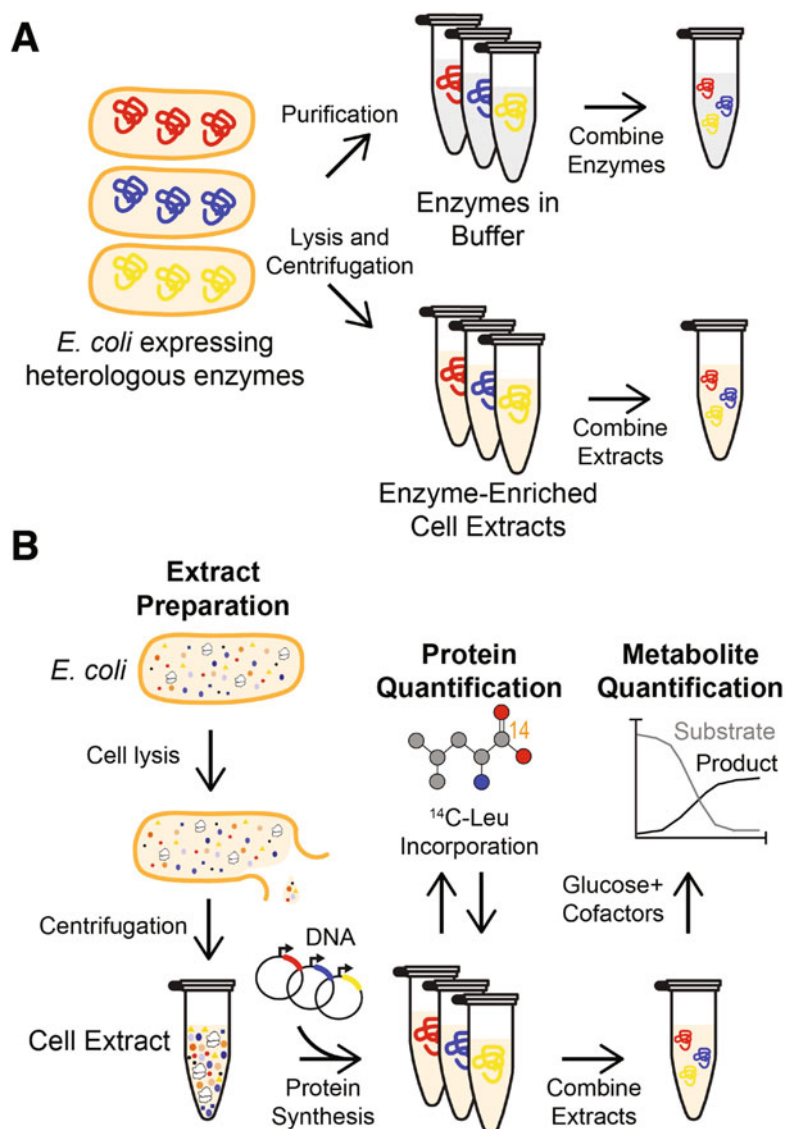 A
Purification
Combine
Enzymes
Enzymes in
Buffer
Lysis and
Centrifugation
E. coli expressing
heterologous enzymes
Combine
Extracts
Enzyme-Enriched
Cell Extracts
B
Extract
Preparation
E. coli
Cell lysis
Centrifugation
Cell Extract
DNA
Protein
Synthesis
Protein
Quantification
14
¹⁴C-Leu
Incorporation
Combine
Extracts
Metabolite
Quantification
Substrate
Product
Glucose+
Cofactors